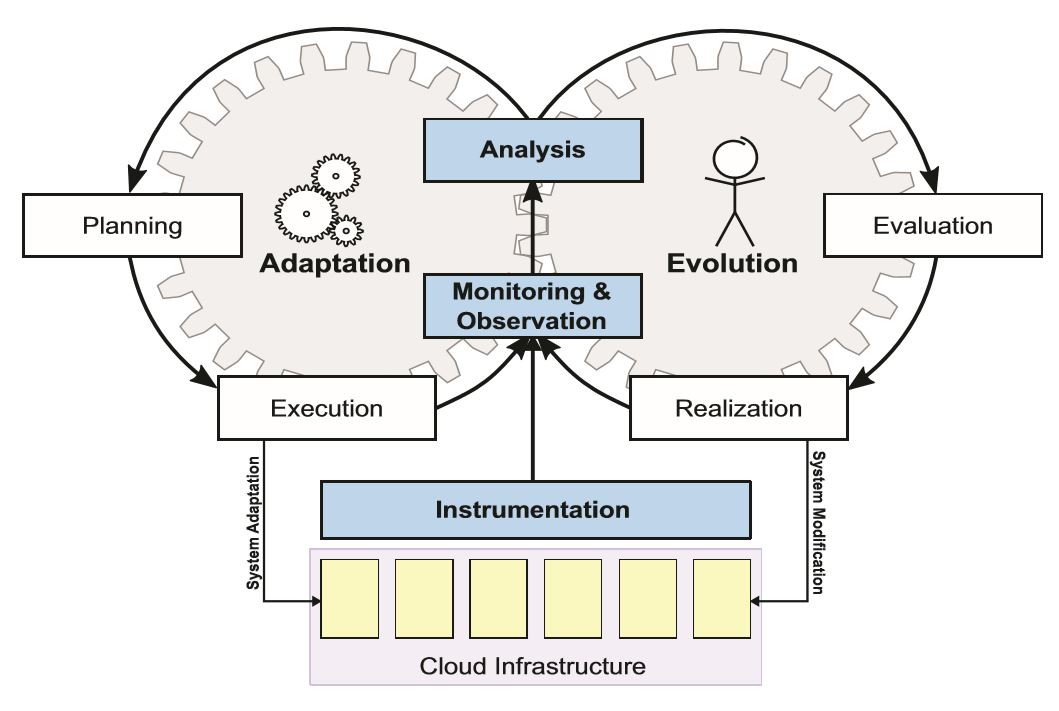 Analysis
Planning
Evaluation
Adaptation
Evolution
Monitoring &
Observation
Execution
Realization
System Adaptation
System Modification
Instrumentation
Cloud Infrastructure